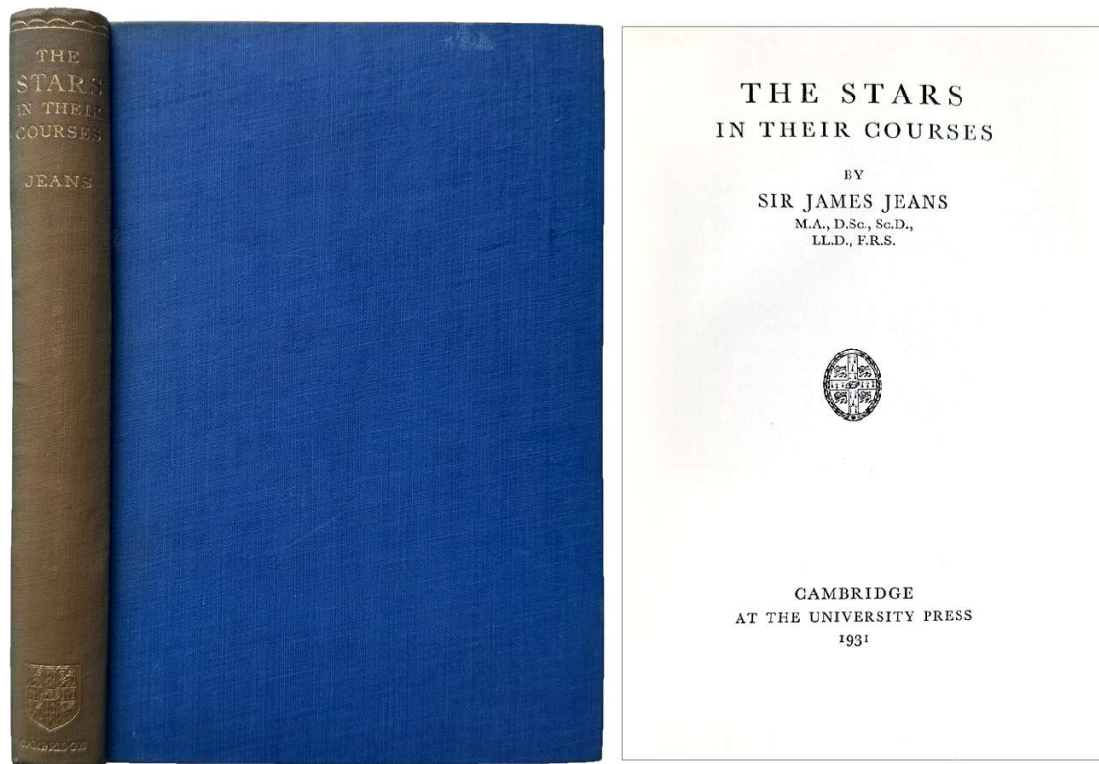 THE
STARS
IN THEIR
COURSES
JEANS
CAMBRIDGE
THE STARS
IN THEIR COURSES
BY
SIR JAMES JEANS
M.A., D.Sc., Sc.D.,
LL.D., F.R.S.
CAMBRIDGE
AT THE UNIVERSITY PRESS
1931